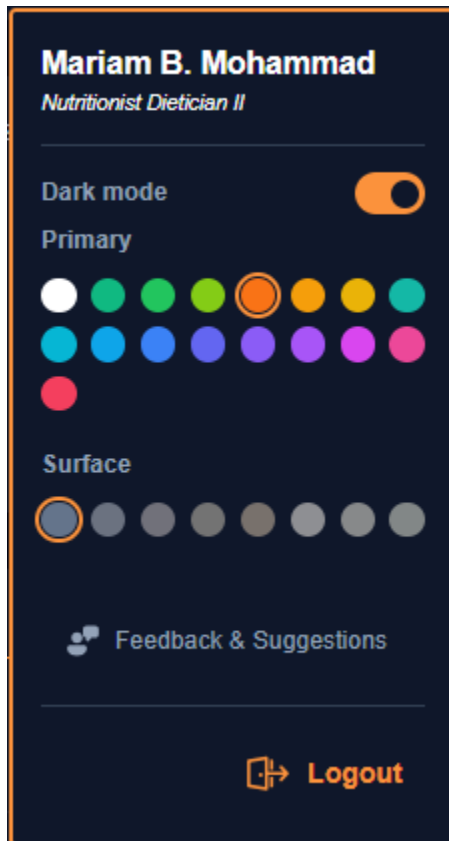 Mariam B. Mohammad
Nutritionist Dietician II
Dark mode
Primary
Surface
Feedback & Suggestions
Logout